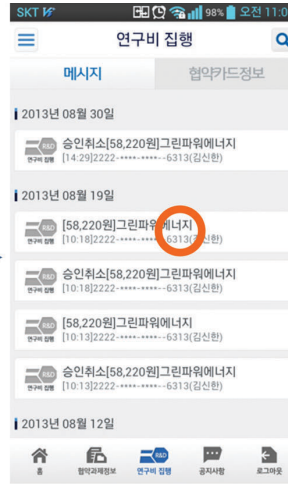 SKT 98% 오전 11:0
연구비 집행
메시지 협약카드정보
2013년 08월 30일
R&D 연구비 집행 승인취소[58,220원]그린파워에너지
[14:29]2222-****-****--6313(김신한)
2013년 08월 19일
R&D 연구비 집행 [58,220원]그린파워에너지
[10:18]2222-****-****--6313(김신한)
R&D 연구비 집행 승인취소[58,220원]그린파워에너지
[10:18]2222-****-****--6313(김신한)
R&D 연구비 집행 [58,220원]그린파워에너지
[10:13]2222-****-****--6313(김신한)
R&D 연구비 집행 승인취소[58,220원]그린파워에너지
[10:13]2222-****-****--6313(김신한)
2013년 08월 12일
R&D R&D
홈 협약과제정보 연구비 집행 공지사항 로그아웃